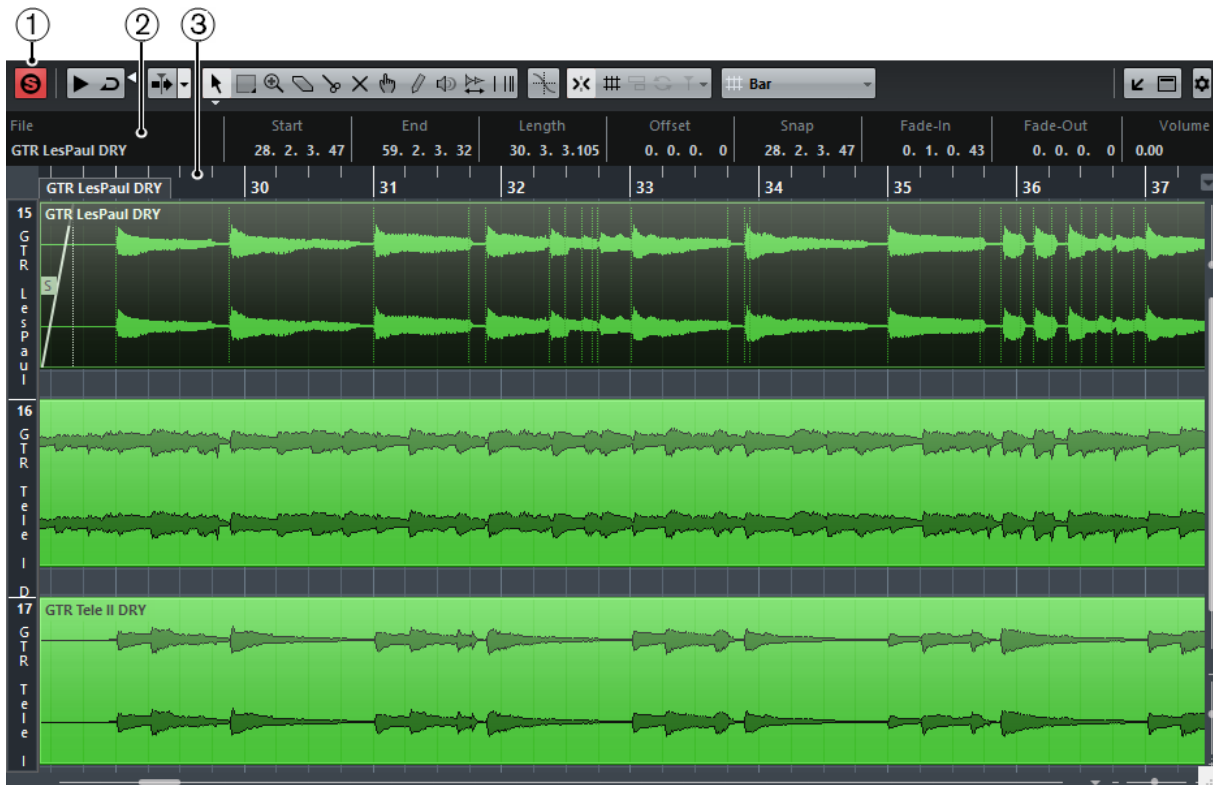 1 2 3
S
Bar
File Start End Length Offset Snap Fade-In Fade-Out Volume
GTR LesPaul DRY 28. 2. 3. 47 59. 2. 3. 32 30. 3. 3.105 0. 0. 0. 0 28. 2. 3. 47 0. 1. 0. 43 0. 0. 0. 0 0.00
GTR LesPaul DRY 30 31 32 33 34 35 36 37
15 GTR LesPaul
GTR LesPaul DRY
S
16 GTR Tele I D
17 GTR Tele I
GTR Tele II DRY